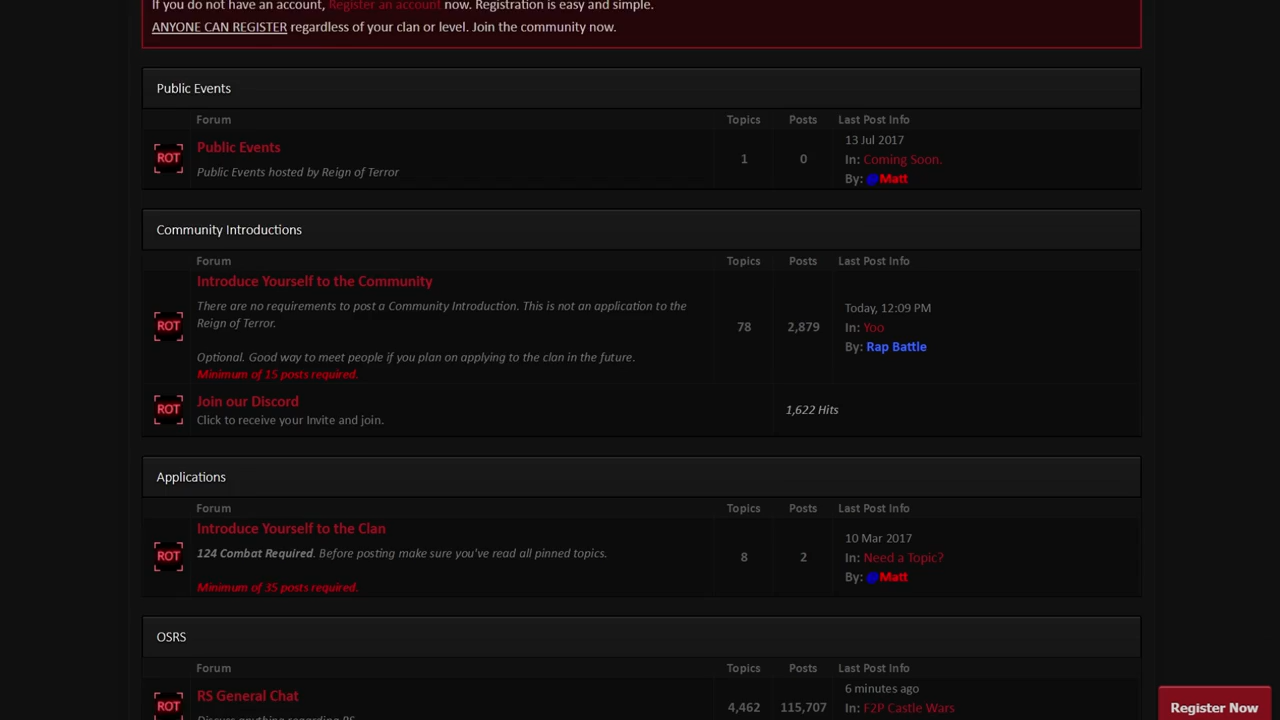 If you do not have an account, Register an account now. Registration is easy and simple.
ANYONE CAN REGISTER regardless of your clan or level. Join the community now.
Public Events
Forum Topics Posts Last Post Info
ROT
Public Events
Public Events hosted by Reign of Terror
1 0
13 Jul 2017
In: Coming Soon.
By: @Matt
Community Introductions
Forum Topics Posts Last Post Info
ROT
Introduce Yourself to the Community
There are no requirements to post a Community Introduction. This is not an application to the
Reign of Terror.
Optional. Good way to meet people if you plan on applying to the clan in the future.
Minimum of 15 posts required.
78 2,879
Today, 12:09 PM
In: Yoo
By: Rap Battle
ROT
Join our Discord
Click to receive your Invite and join.
1,622 Hits
Applications
Forum Topics Posts Last Post Info
ROT
Introduce Yourself to the Clan
124 Combat Required. Before posting make sure you've read all pinned topics.
Minimum of 35 posts required.
8 2
10 Mar 2017
In: Need a Topic?
By: @Matt
OSRS
Forum Topics Posts Last Post Info
ROT
RS General Chat
Discuss anything regarding RS
4,462 115,707
6 minutes ago
In: F2P Castle Wars
Register Now